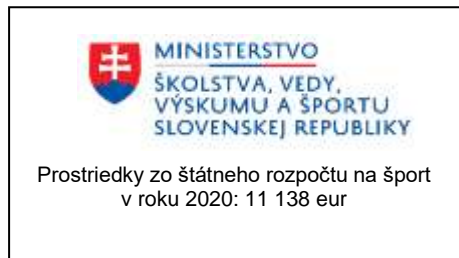 MINISTERSTVO
ŠKOLSTVA, VEDY,
VÝSKUMU A ŠPORTU
SLOVENSKEJ REPUBLIKY
Prostriedky zo štátneho rozpočtu na šport
v roku 2020: 11 138 eur